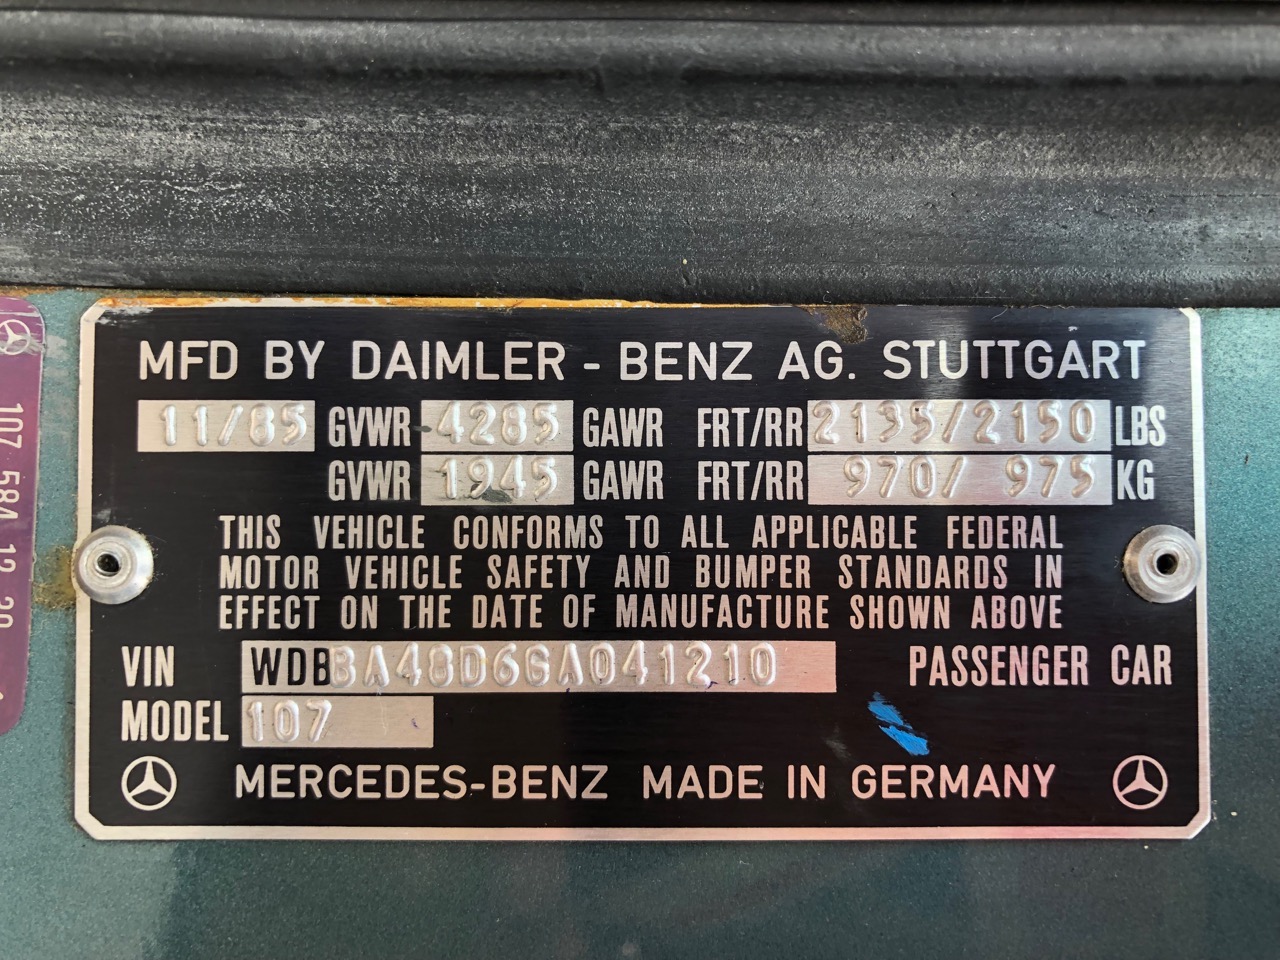 MFD BY DAIMLER - BENZ AG. STUTTGART
11/85 GVWR 4285 GAWR FRT/RR 2135/2150 LBS
GVWR 1945 GAWR FRT/RR 970/ 975 KG
THIS VEHICLE CONFORMS TO ALL APPLICABLE FEDERAL
MOTOR VEHICLE SAFETY AND BUMPER STANDARDS IN
EFFECT ON THE DATE OF MANUFACTURE SHOWN ABOVE
VIN WDBBA48D6GA041210 PASSENGER CAR
MODEL 107
MERCEDES-BENZ MADE IN GERMANY
107 584 12